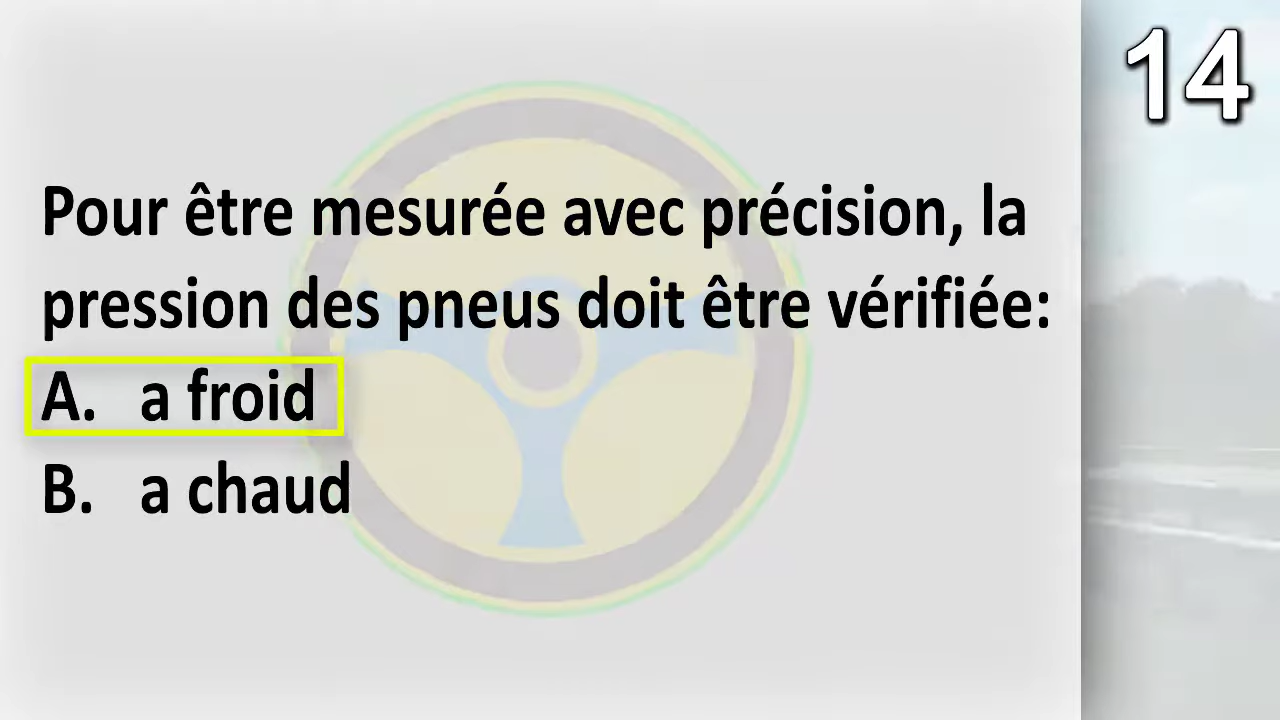 14
Pour être mesurée avec précision, la
pression des pneus doit être vérifiée:
A. a froid
B. a chaud